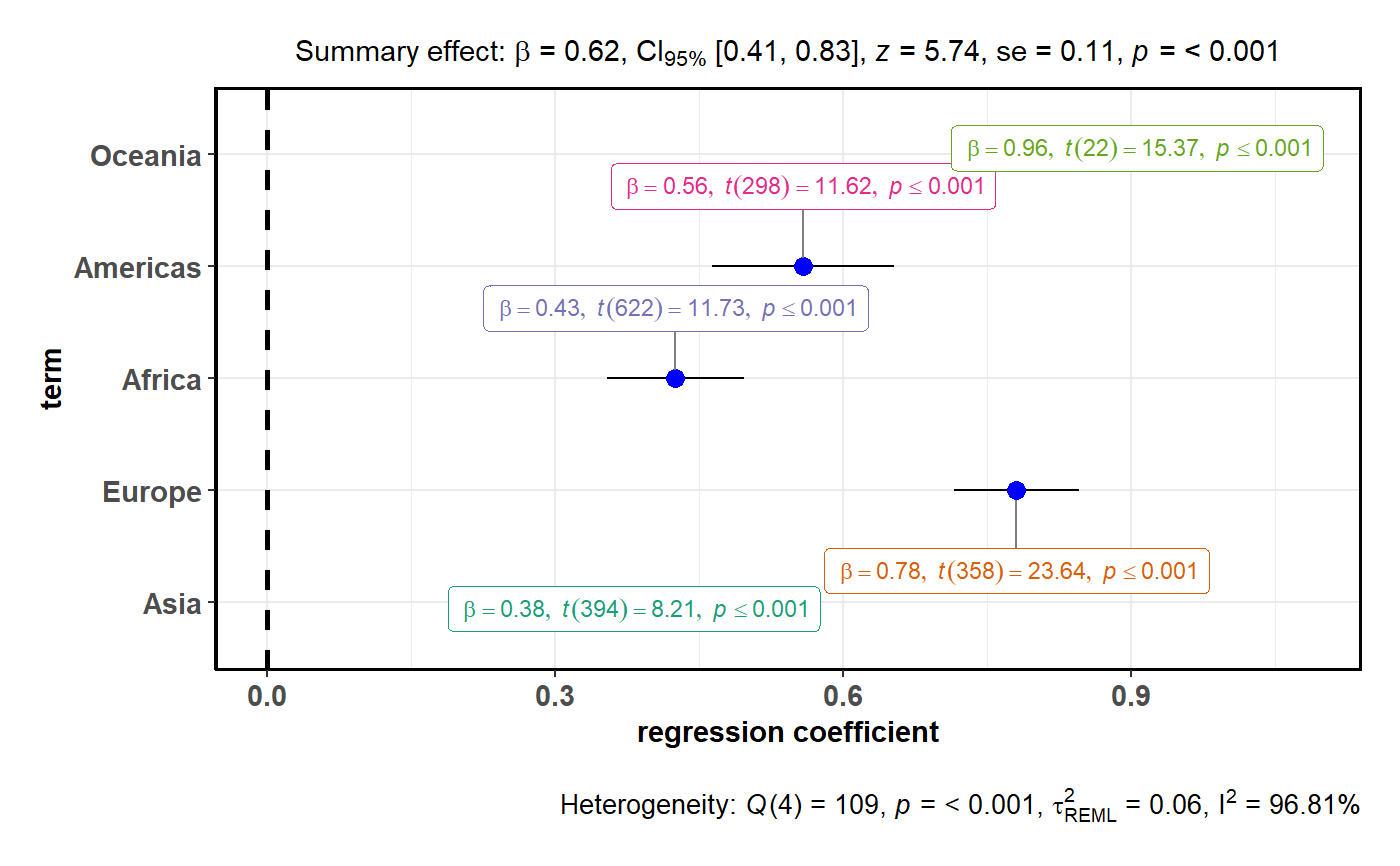 Summary effect: β = 0.62, CI95% [0.41, 0.83], z = 5.74, se = 0.11, p = < 0.001
Oceania
β = 0.96, t(22) = 15.37, p ≤ 0.001
β = 0.56, t(298) = 11.62, p ≤ 0.001
Americas
β = 0.43, t(622) = 11.73, p ≤ 0.001
term
Africa
Europe
β = 0.78, t(358) = 23.64, p ≤ 0.001
Asia
β = 0.38, t(394) = 8.21, p ≤ 0.001
0.0 0.3 0.6 0.9
regression coefficient
Heterogeneity: Q(4) = 109, p = < 0.001, τ²REML = 0.06, I² = 96.81%